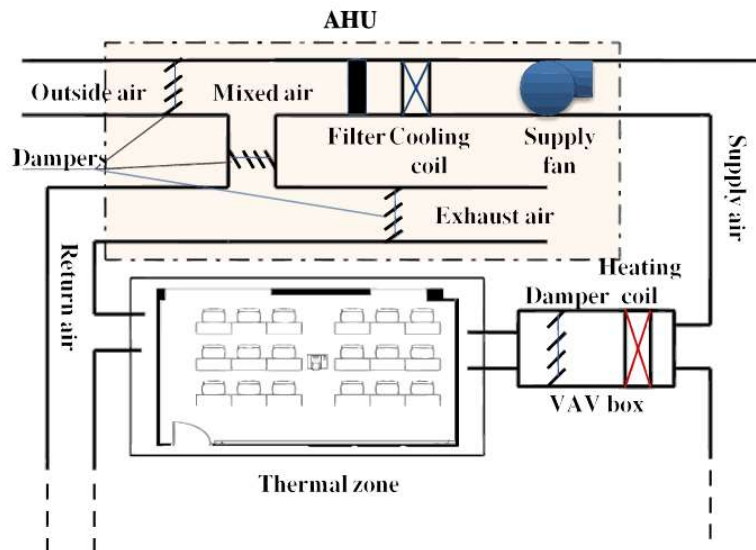 AHU
Outside air
Mixed air
Filter Cooling
coil
Supply
fan
Dampers
Exhaust air
Supply air
Return air
Heating
Damper coil
VAV box
Thermal zone